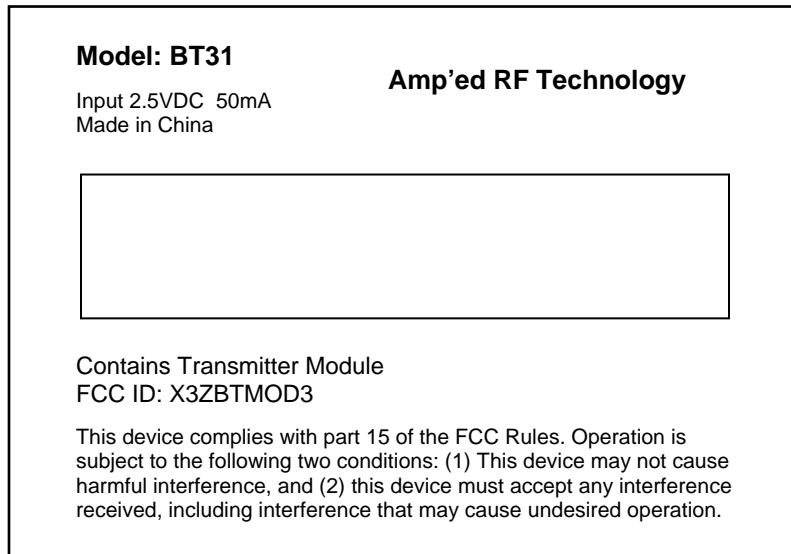 Model: BT31
Amp’ed RF Technology
Input 2.5VDC 50mA
Made in China
Contains Transmitter Module
FCC ID: X3ZBTMOD3
This device complies with part 15 of the FCC Rules. Operation is
subject to the following two conditions: (1) This device may not cause
harmful interference, and (2) this device must accept any interference
received, including interference that may cause undesired operation.